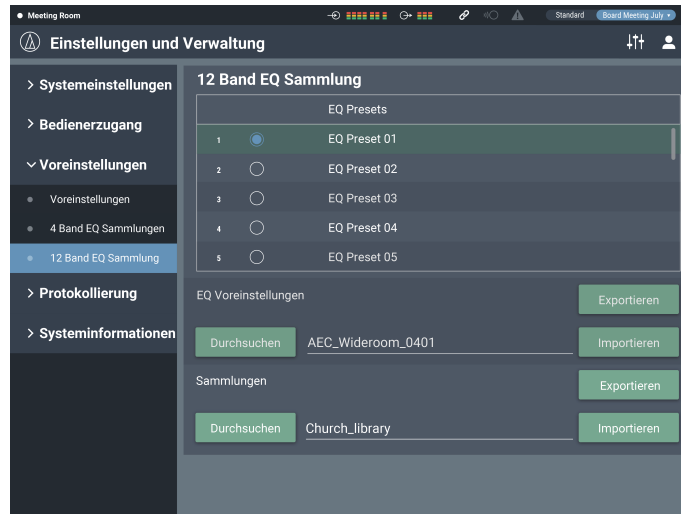 Meeting Room
Standard
Board Meeting July
Einstellungen und Verwaltung
Systemeinstellungen
Bedienerzugang
Voreinstellungen
Voreinstellungen
4 Band EQ Sammlungen
12 Band EQ Sammlung
Protokollierung
Systeminformationen
12 Band EQ Sammlung
EQ Presets
1 EQ Preset 01
2 EQ Preset 02
3 EQ Preset 03
4 EQ Preset 04
5 EQ Preset 05
EQ Voreinstellungen Exportieren
Durchsuchen AEC_Wideroom_0401 Importieren
Sammlungen Exportieren
Durchsuchen Church_library Importieren